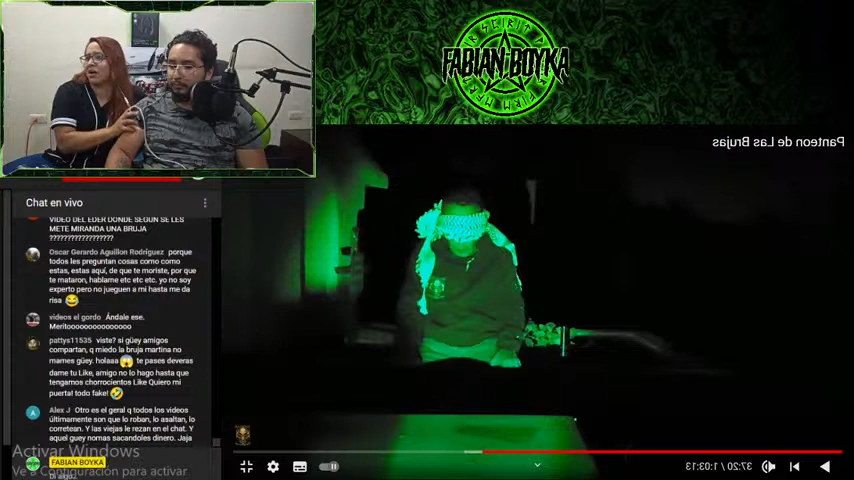 FABIAN BOYKA
Panteon de Las Brujas
Chat en vivo
VIDEO DEL EDER DONDE SEGUN SE LES
METE MIRANDA UNA BRUJA
??????????????????
Oscar Gerardo Aguillon Rodríguez porque
todos les preguntan cosas como como
estas, estas aquí, de que te moriste, por que
te mataron, hablame etc etc etc. yo no soy
experto pero no jueguen a mi hasta me da
risa 😂
videos el gordo Ándale ese.
Meritooooooooooooooo
pattys11535 viste? si güey amigos
compartan, q miedo la bruja martina no
mames güey. holaaa 😱 te pases deveras
dame tu Like, amigo no lo hago hasta que
tengamos chorrocientos Like Quiero mi
puerta! todo fake! 🤣
Alex J Otro es el geral q todos los videos
últimamente son que lo roban, lo asaltan, lo
corretean. Y las viejas le rezan en el chat. Y
aquel guey nomas sacandoles dinero. Jaja
Activar Windows
Ve a Configuración para activar
FABIAN BOYKA
37:20 / 1:03:13